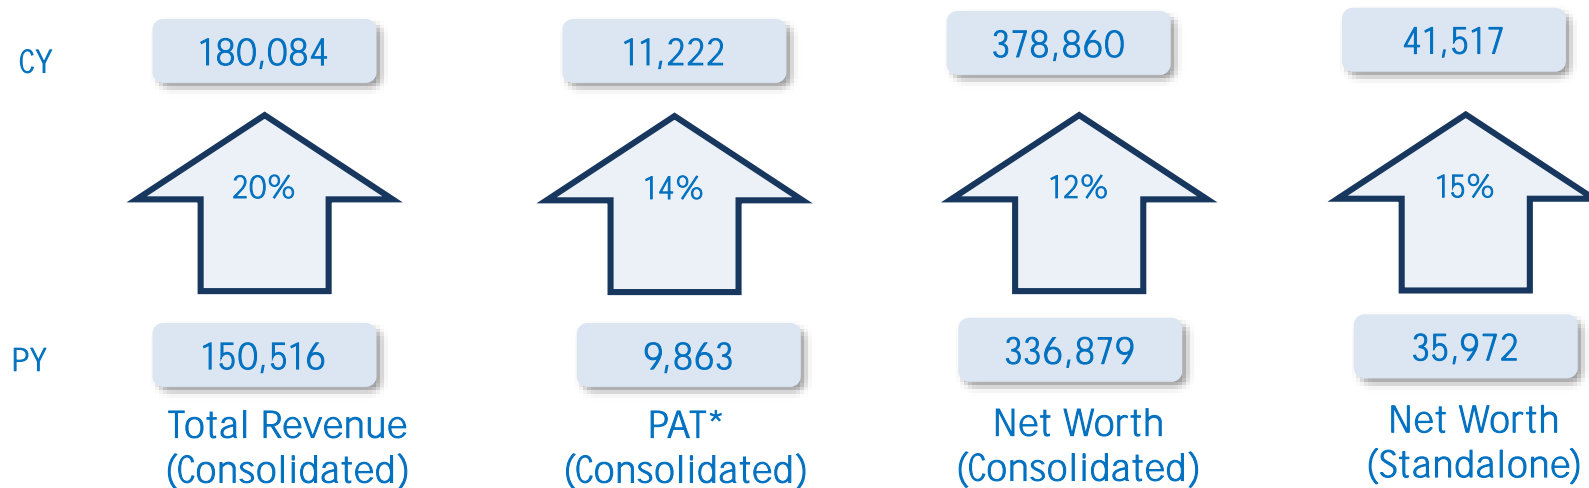 CY
180,084
11,222
378,860
41,517
20%
14%
12%
15%
PY
150,516
9,863
336,879
35,972
Total Revenue
(Consolidated)
PAT*
(Consolidated)
Net Worth
(Consolidated)
Net Worth
(Standalone)